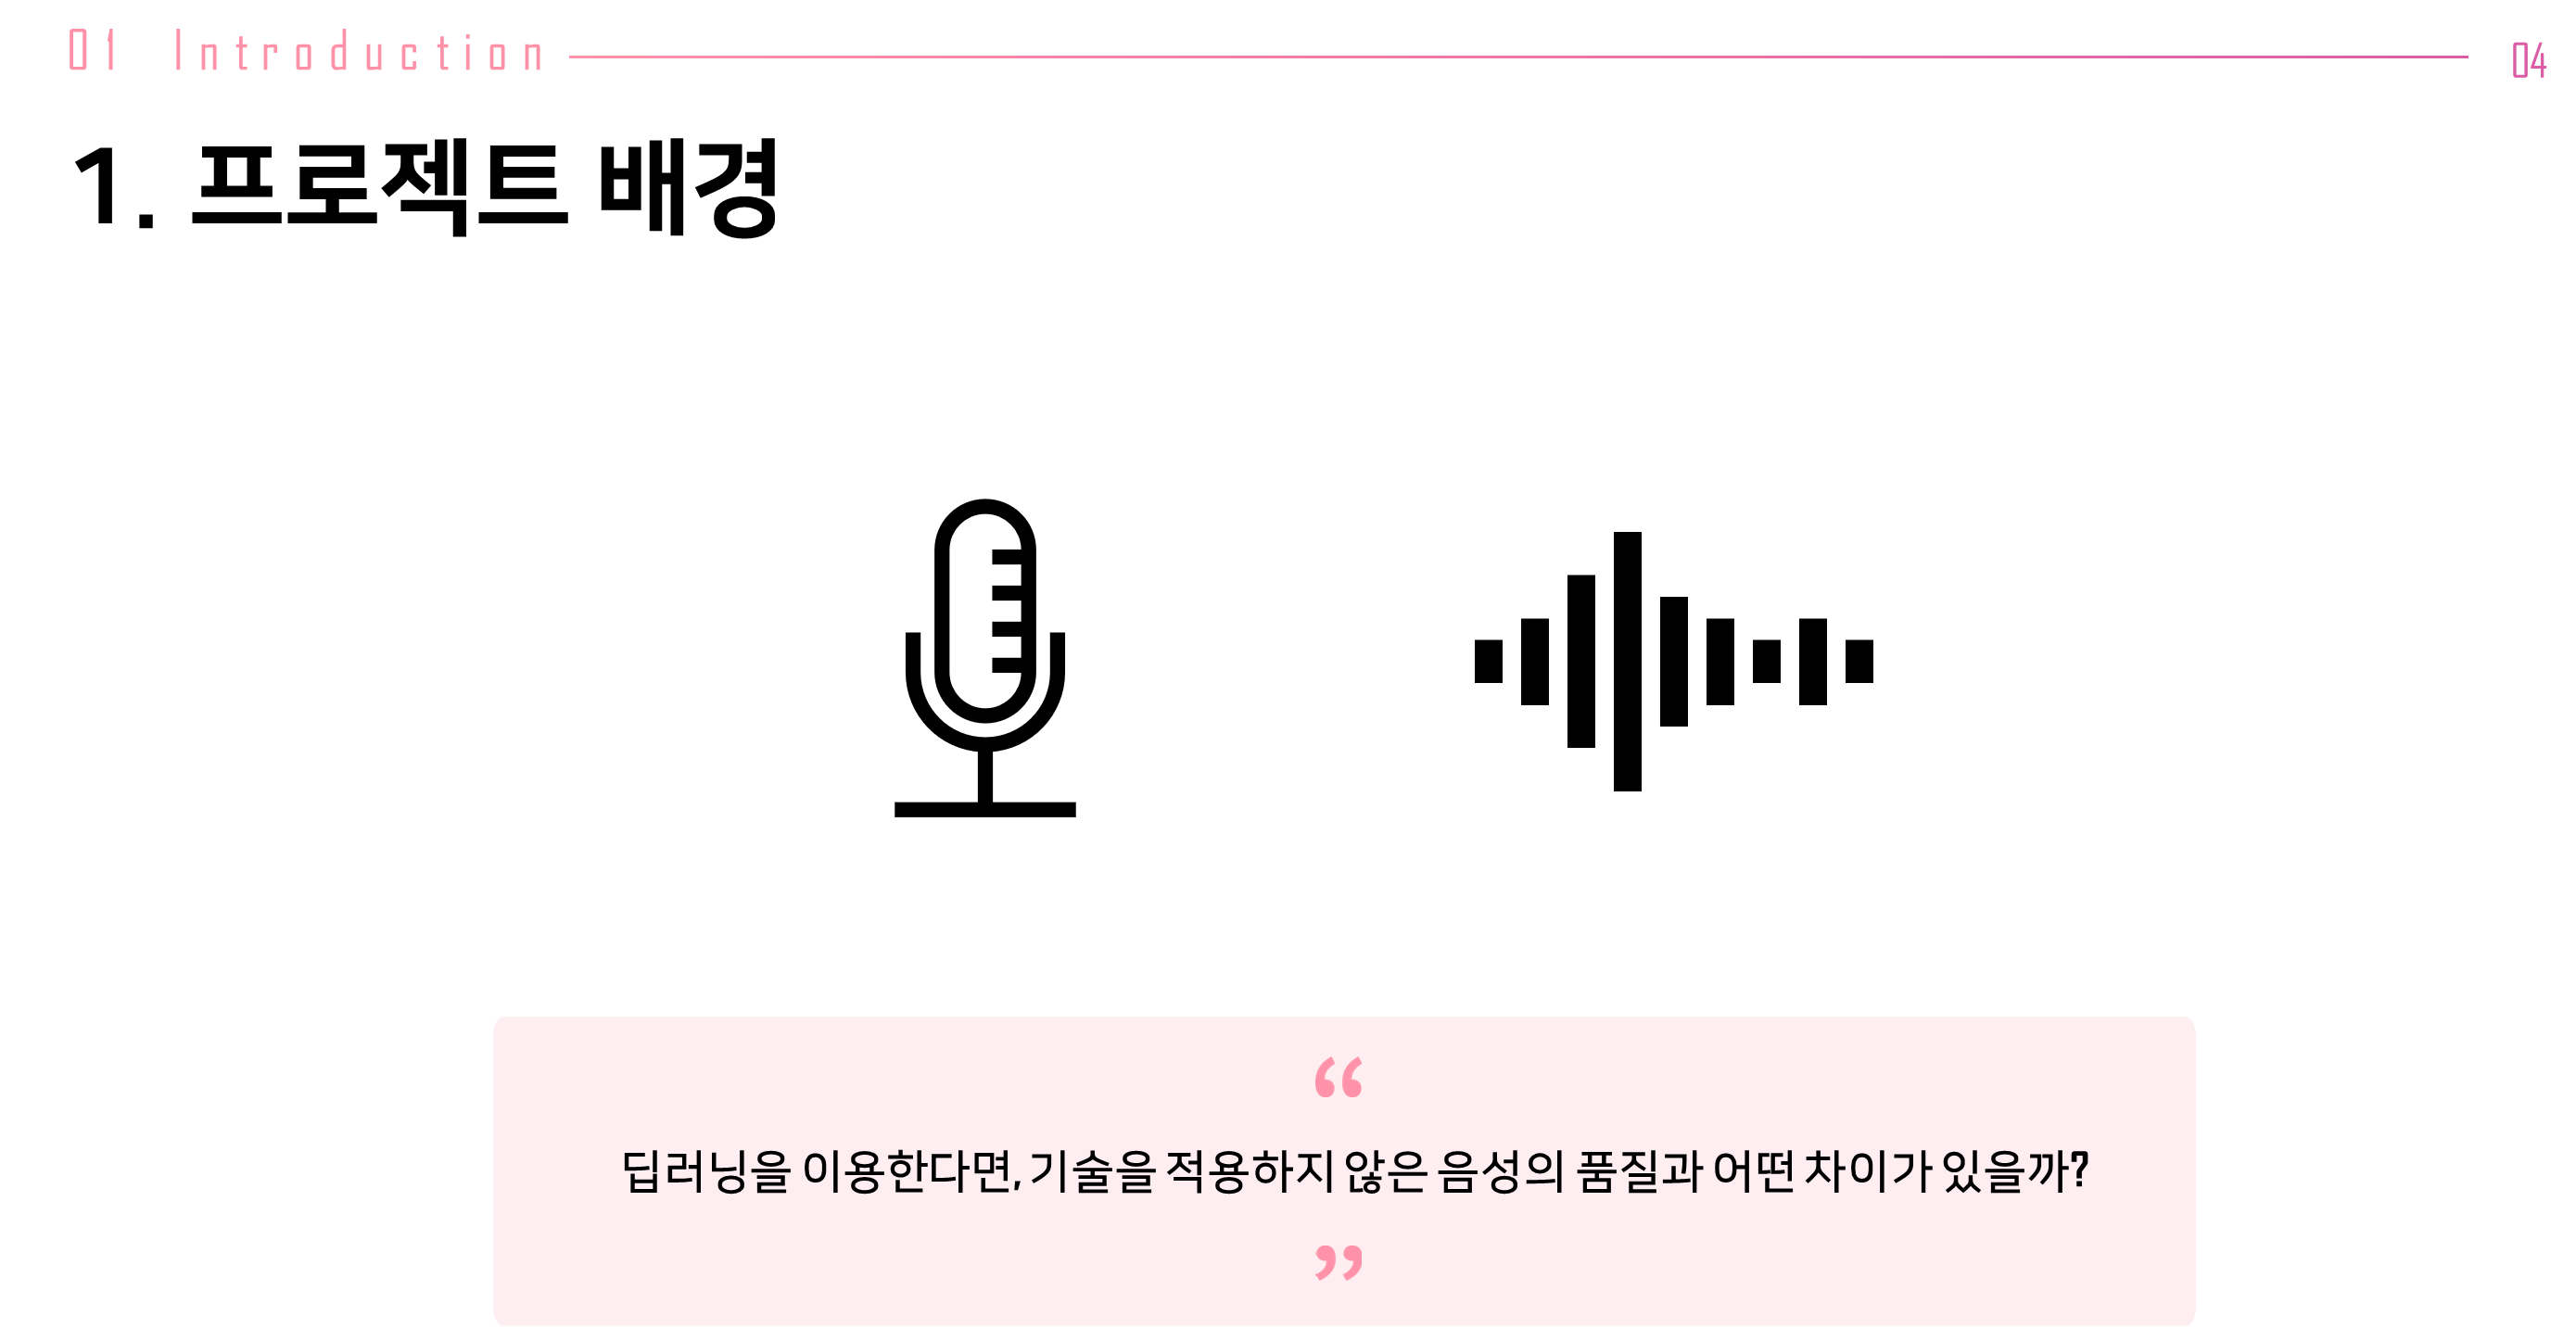 01 Introduction
04
1. 프로젝트 배경
“
딥러닝을 이용한다면, 기술을 적용하지 않은 음성의 품질과 어떤 차이가 있을까?
”